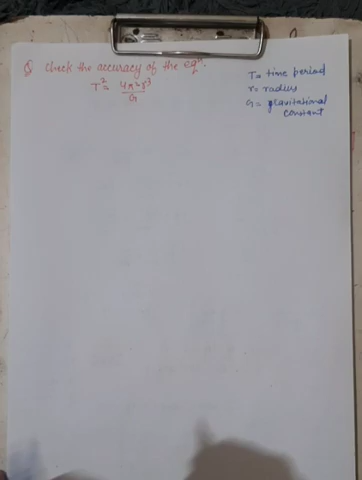 Q Check the accuracy of the eqⁿ.
T² = 4π²r³
G
T = time period
r = radius
G = gravitational
constant